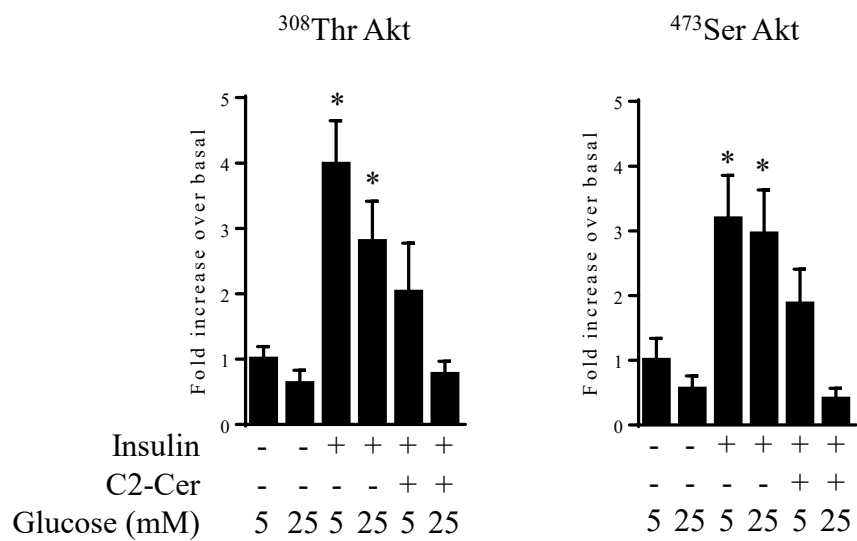 ³⁰⁸Thr Akt
⁴⁷³Ser Akt
Fold increase over basal
5
4
3
2
1
0
* *
Fold increase over basal
5
4
3
2
1
0
* *
Insulin - - + + + + - - + + + +
C2-Cer - - - - + + - - - - + +
Glucose (mM) 5 25 5 25 5 25 5 25 5 25 5 25